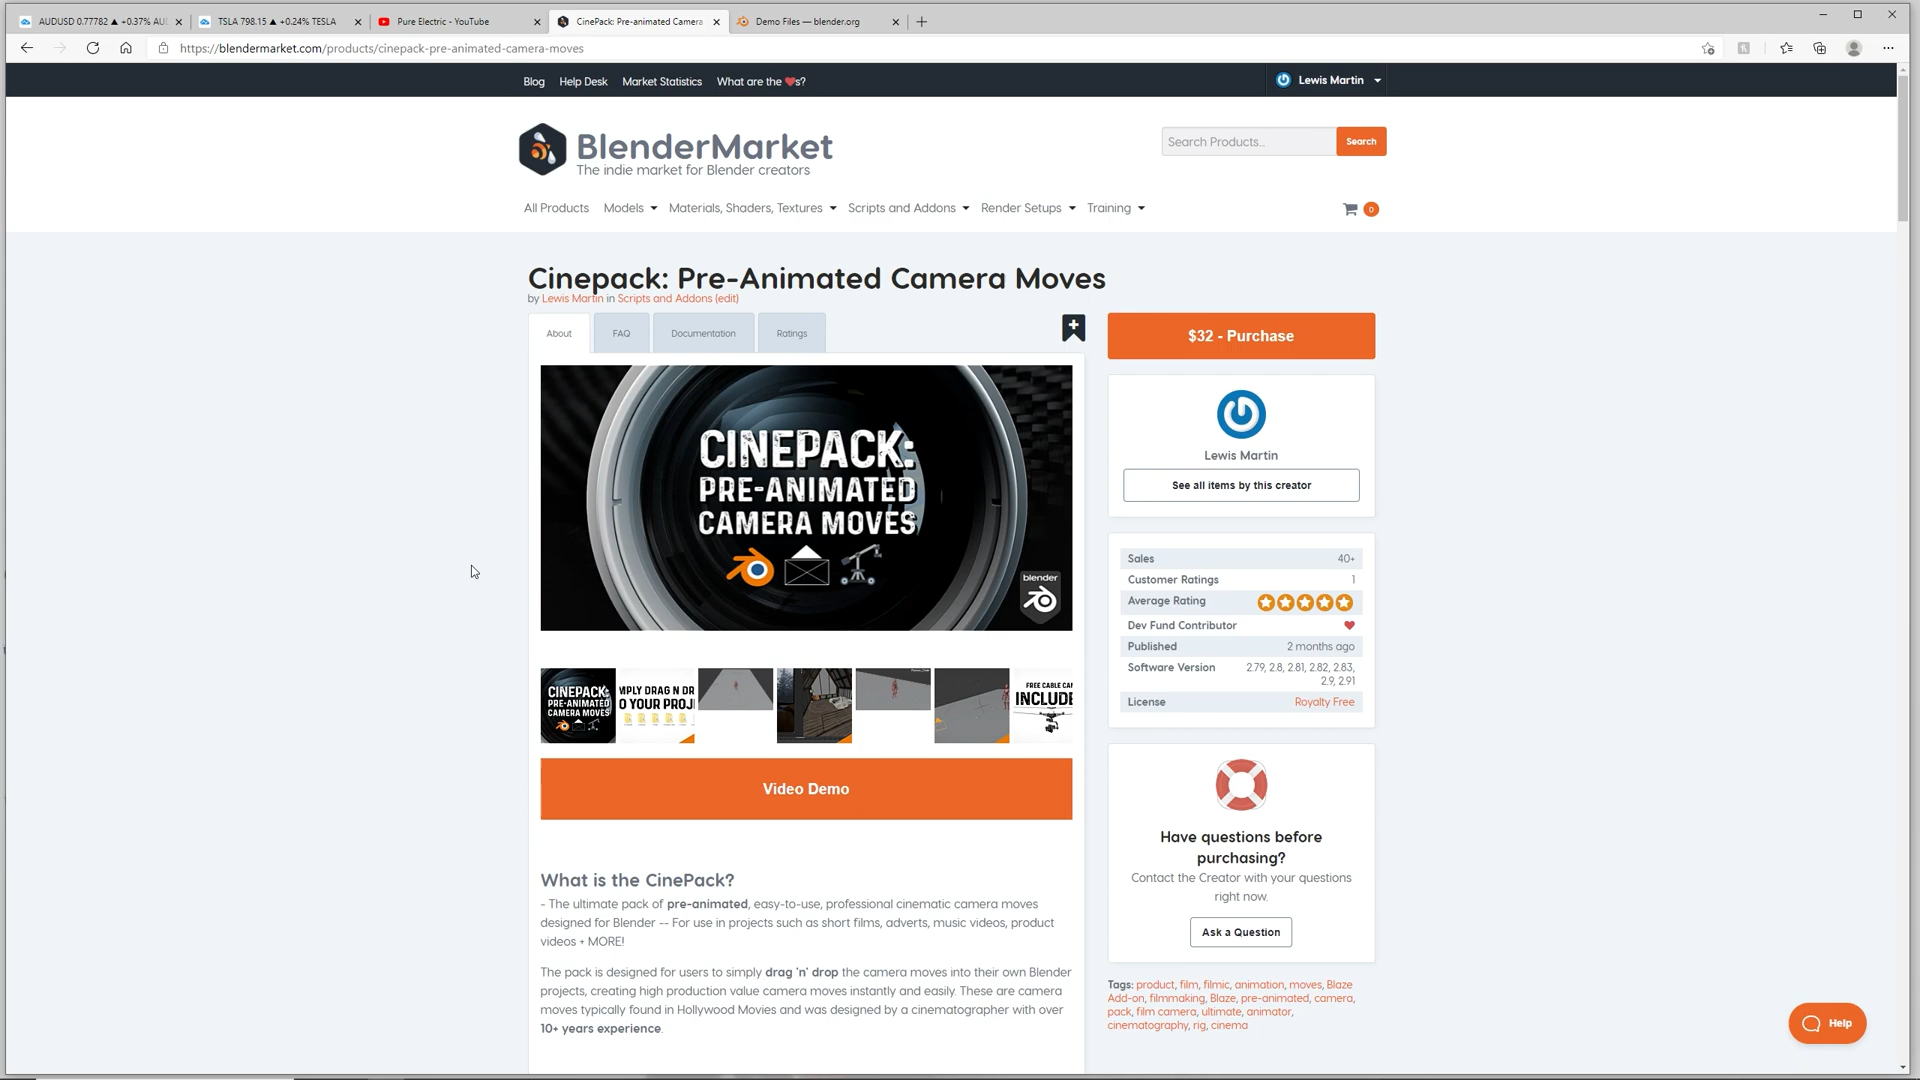 AUDUSD 0.77782 ▲ +0.37% AU
TSLA 798.15 ▲ +0.24% TESLA
Pure Electric - YouTube
CinePack: Pre-animated Camera
Demo Files — blender.org
https://blendermarket.com/products/cinepack-pre-animated-camera-moves
Blog Help Desk Market Statistics What are the ❤s?
Lewis Martin
BlenderMarket
The indie market for Blender creators
Search Products..
Search
All Products Models Materials, Shaders, Textures Scripts and Addons Render Setups Training
0
Cinepack: Pre-Animated Camera Moves
by Lewis Martin in Scripts and Addons (edit)
About FAQ Documentation Ratings
$32 - Purchase
CINEPACK:
PRE-ANIMATED
CAMERA MOVES
blender
Lewis Martin
See all items by this creator
Sales 40+
Customer Ratings 1
Average Rating
Dev Fund Contributor ❤
Published 2 months ago
Software Version 2.79, 2.8, 2.81, 2.82, 2.83,
2.9, 2.91
License Royalty Free
CINEPACK:
PRE-ANIMATED
CAMERA MOVES
MPLY DRAG N DR
O YOUR PROJ
FREE CABLE CA
INCLUDE
Video Demo
Have questions before
purchasing?
Contact the Creator with your questions
right now.
Ask a Question
What is the CinePack?
- The ultimate pack of pre-animated, easy-to-use, professional cinematic camera moves
designed for Blender -- For use in projects such as short films, adverts, music videos, product
videos + MORE!
The pack is designed for users to simply drag 'n' drop the camera moves into their own Blender
projects, creating high production value camera moves instantly and easily. These are camera
moves typically found in Hollywood Movies and was designed by a cinematographer with over
10+ years experience.
Tags: product, film, filmic, animation, moves, Blaze
Add-on, filmmaking, Blaze, pre-animated, camera,
pack, film camera, ultimate, animator,
cinematography, rig, cinema
Help